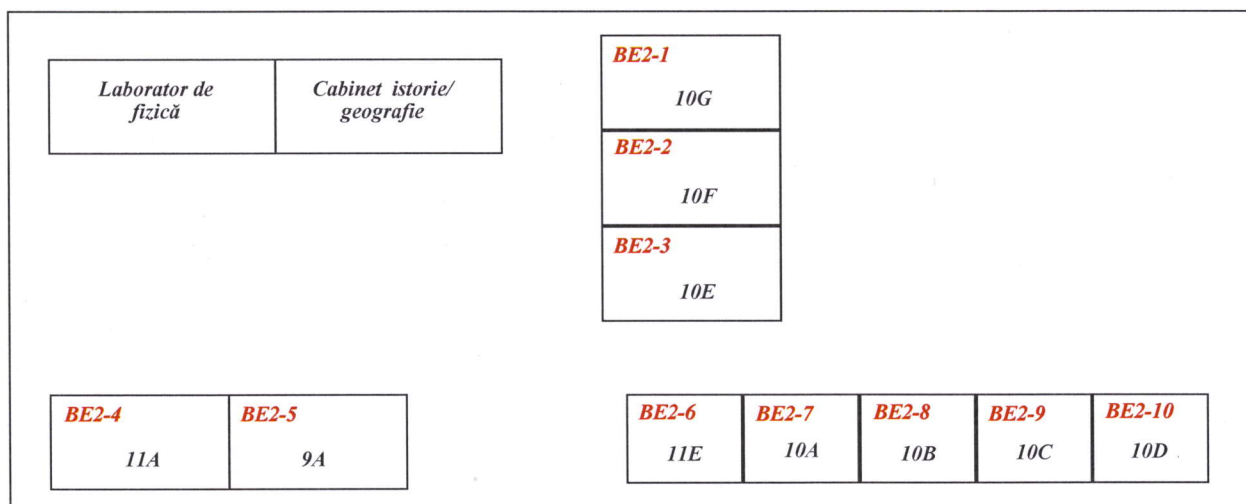 Laborator de
fizică
Cabinet istorie/
geografie
BE2-1
10G
BE2-2
10F
BE2-3
10E
BE2-4
11A
BE2-5
9A
BE2-6
11E
BE2-7
10A
BE2-8
10B
BE2-9
10C
BE2-10
10D